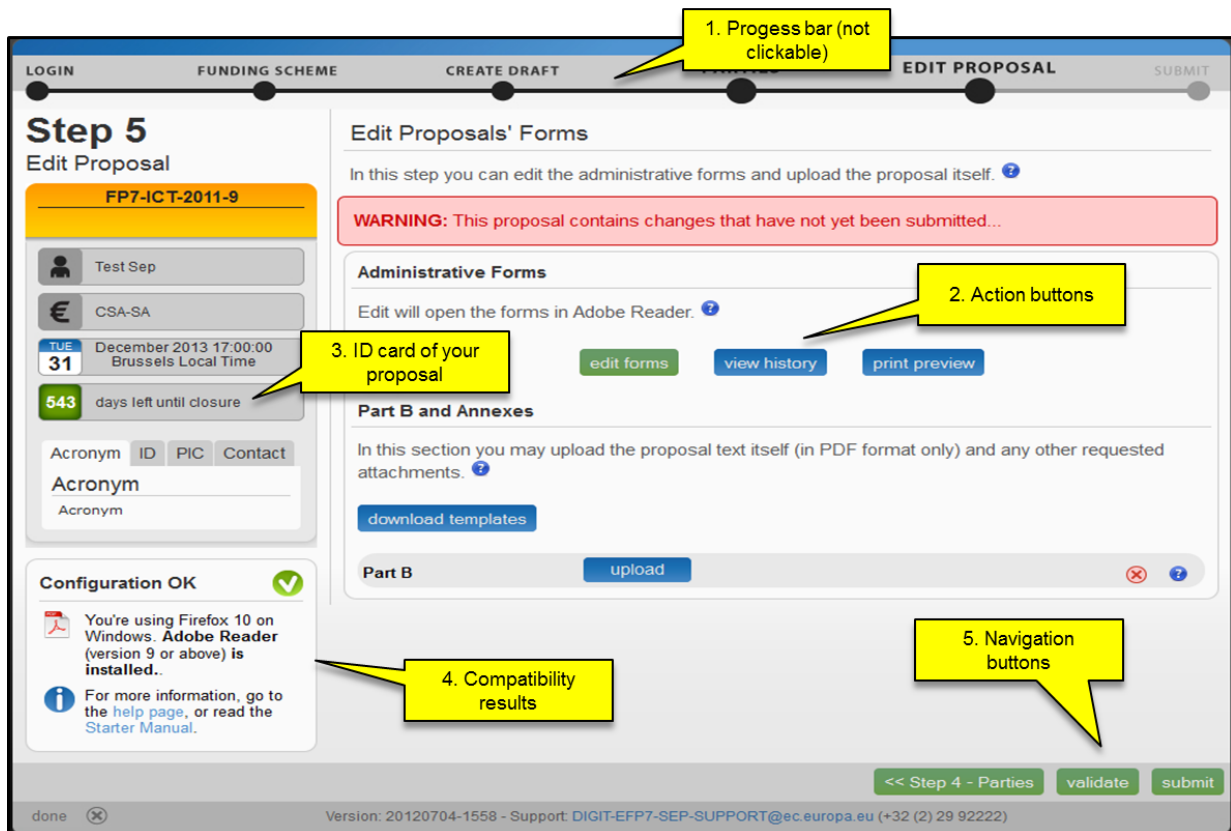 1. Progess bar (not
clickable)
LOGIN
FUNDING SCHEME
CREATE DRAFT
EDIT PROPOSAL
SUBMIT
Step 5
Edit Proposal
FP7-ICT-2011-9
Test Sep
CSA-SA
TUE
31
December 2013 17:00:00
Brussels Local Time
543
days left until closure
3. ID card of your
proposal
Acronym ID PIC Contact
Acronym
Acronym
Configuration OK
You're using Firefox 10 on
Windows. Adobe Reader
(version 9 or above) is
installed..
For more information, go to
the help page, or read the
Starter Manual.
4. Compatibility
results
Edit Proposals' Forms
In this step you can edit the administrative forms and upload the proposal itself. ?
WARNING: This proposal contains changes that have not yet been submitted...
Administrative Forms
Edit will open the forms in Adobe Reader. ?
2. Action buttons
edit forms
view history
print preview
Part B and Annexes
In this section you may upload the proposal text itself (in PDF format only) and any other requested
attachments. ?
download templates
Part B
upload
?
5. Navigation
buttons
<< Step 4 - Parties
validate
submit
done
Version: 20120704-1558 - Support: DIGIT-EFP7-SEP-SUPPORT@ec.europa.eu (+32 (2) 29 92222)